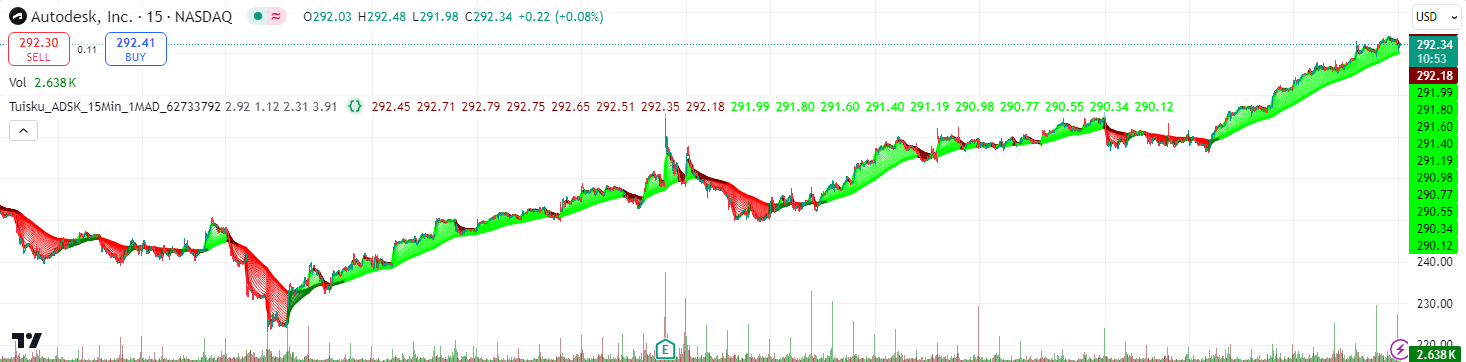 Autodesk, Inc. · 15 · NASDAQ O292.03 H292.48 L291.98 C292.34 +0.22 (+0.08%)
USD
292.30 SELL 0.11 292.41 BUY
Vol 2.638 K
Tuisku_ADSK_15Min_1MAD_62733792 2.92 1.12 2.31 3.91 {} 292.45 292.71 292.79 292.75 292.65 292.51 292.35 292.18 291.99 291.80 291.60 291.40 291.19 290.98 290.77 290.55 290.34 290.12
292.34
10:53
292.18
291.99
291.80
291.60
291.40
291.19
290.98
290.77
290.55
290.34
290.12
240.00
230.00
2.638 K
E